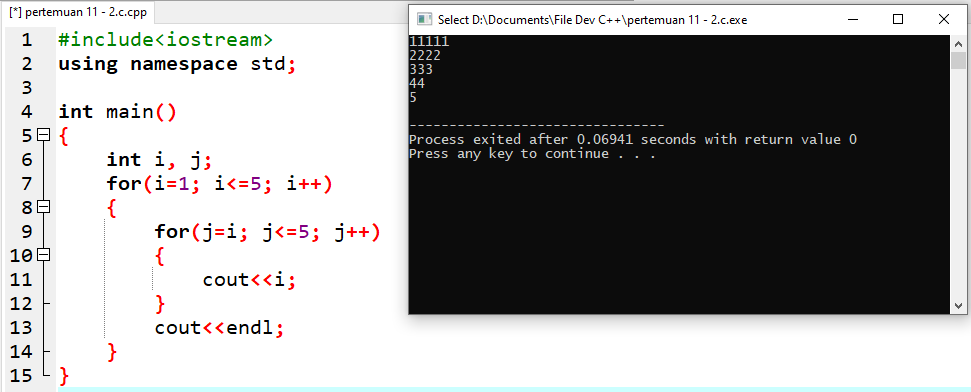 [*] pertemuan 11 - 2.c.cpp
1 #include<iostream>
2 using namespace std;
3
4 int main()
5 {
6     int i, j;
7     for(i=1; i<=5; i++)
8     {
9         for(j=i; j<=5; j++)
10         {
11             cout<<i;
12         }
13         cout<<endl;
14     }
15 }
Select D:\Documents\File Dev C++\pertemuan 11 - 2.c.exe
11111
2222
333
44
5
--------------------------------
Process exited after 0.06941 seconds with return value 0
Press any key to continue . . .